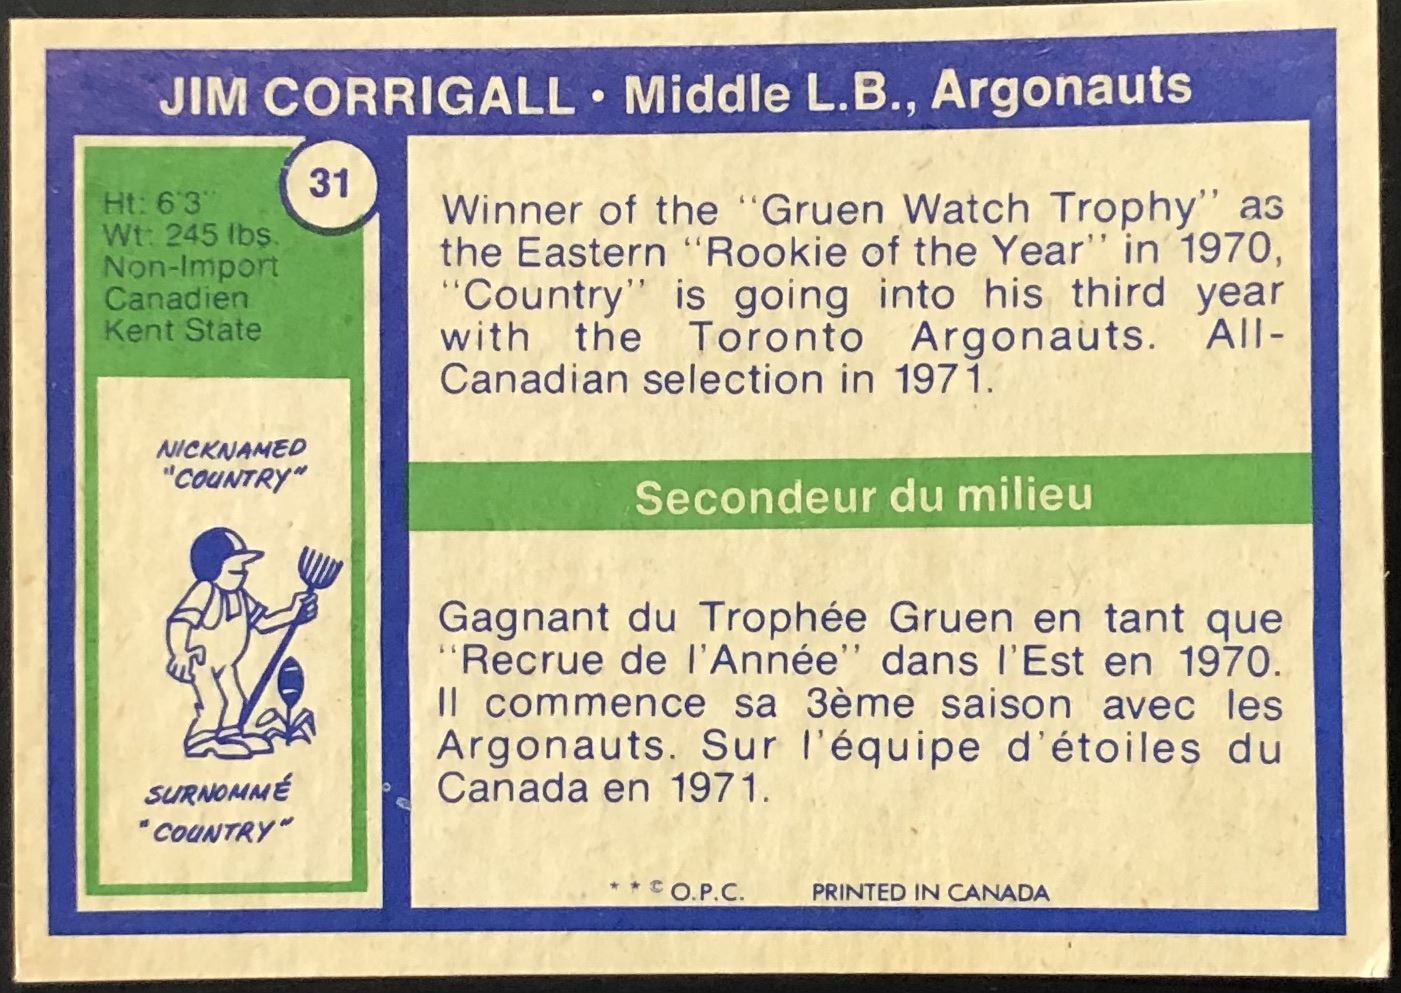 JIM CORRIGALL • Middle L.B., Argonauts
31
Ht: 6'3"
Wt: 245 lbs.
Non-Import
Canadien
Kent State
NICKNAMED
"COUNTRY"
SURNOMMÉ
"COUNTRY"
Winner of the "Gruen Watch Trophy" as
the Eastern "Rookie of the Year" in 1970,
"Country" is going into his third year
with the Toronto Argonauts. All-
Canadian selection in 1971.
Secondeur du milieu
Gagnant du Trophée Gruen en tant que
"Recrue de l'Année" dans l'Est en 1970.
Il commence sa 3ème saison avec les
Argonauts. Sur l'équipe d'étoiles du
Canada en 1971.
* * © O.P.C. PRINTED IN CANADA